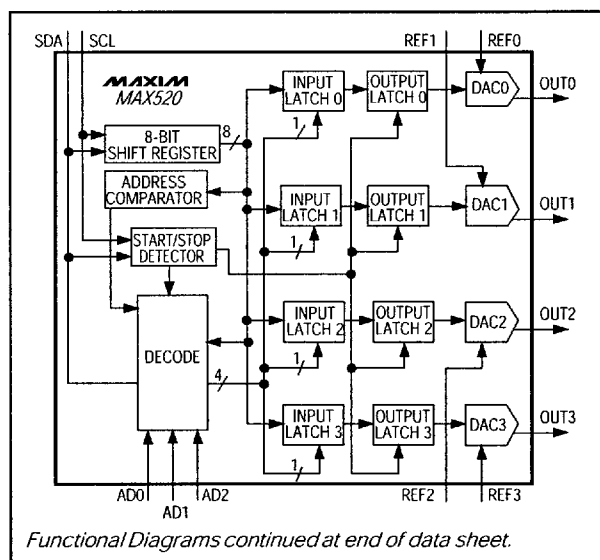 SDA SCL REF1 REF0
MAXIM
MAX520
8-BIT
SHIFT REGISTER
8
ADDRESS
COMPARATOR
START/STOP
DETECTOR
DECODE
4
AD0
AD1
AD2
INPUT
LATCH 0
1
OUTPUT
LATCH 0
DAC0
OUT0
INPUT
LATCH 1
1
OUTPUT
LATCH 1
DAC1
OUT1
INPUT
LATCH 2
1
OUTPUT
LATCH 2
DAC2
OUT2
INPUT
LATCH 3
1
OUTPUT
LATCH 3
DAC3
OUT3
REF2 REF3
Functional Diagrams continued at end of data sheet.